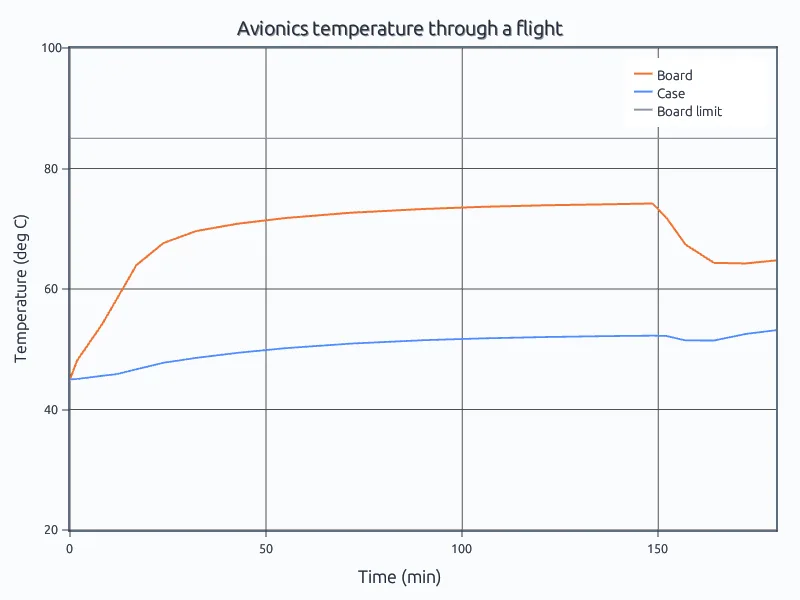 Avionics temperature through a flight
Board
Case
Board limit
Temperature (deg C)
100
80
60
40
20
0
50
100
150
Time (min)